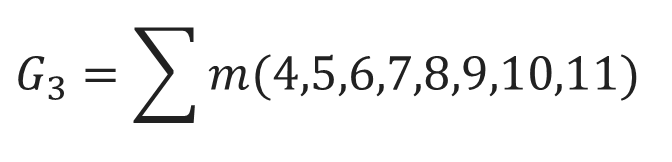 G₃ = ∑ m(4,5,6,7,8,9,10,11)